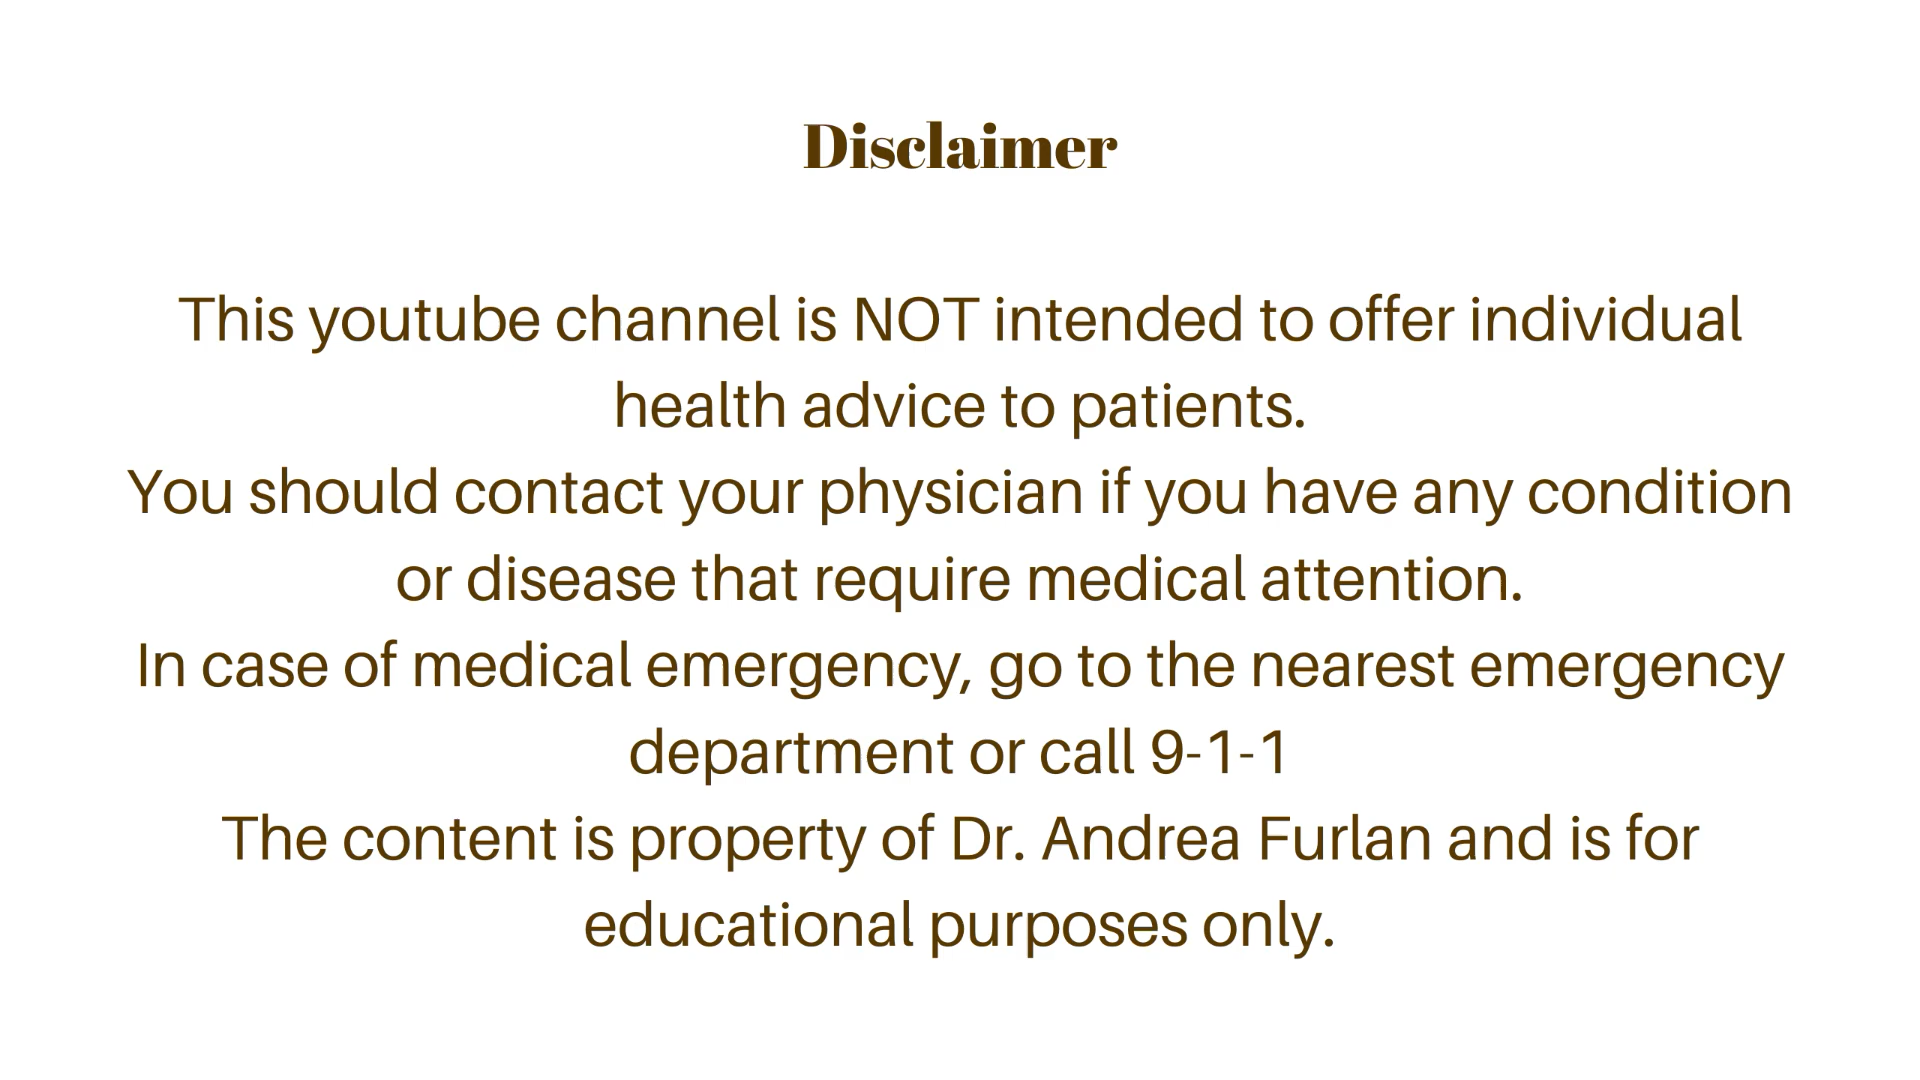 Disclaimer
This youtube channel is NOT intended to offer individual
health advice to patients.
You should contact your physician if you have any condition
or disease that require medical attention.
In case of medical emergency, go to the nearest emergency
department or call 9-1-1
The content is property of Dr. Andrea Furlan and is for
educational purposes only.